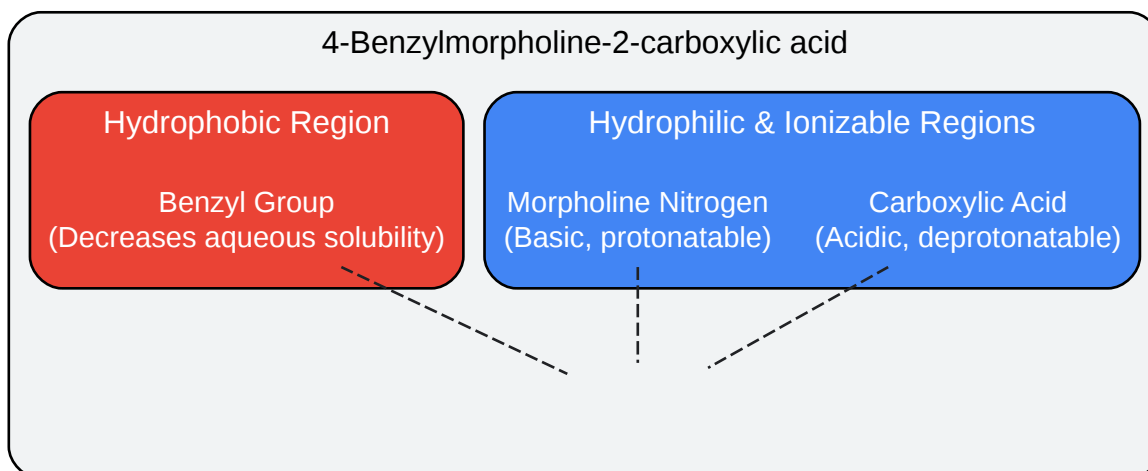 4-Benzylmorpholine-2-carboxylic acid
Hydrophobic Region
Hydrophilic & Ionizable Regions
Benzyl Group
(Decreases aqueous solubility)
Morpholine Nitrogen
(Basic, protonatable)
Carboxylic Acid
(Acidic, deprotonatable)